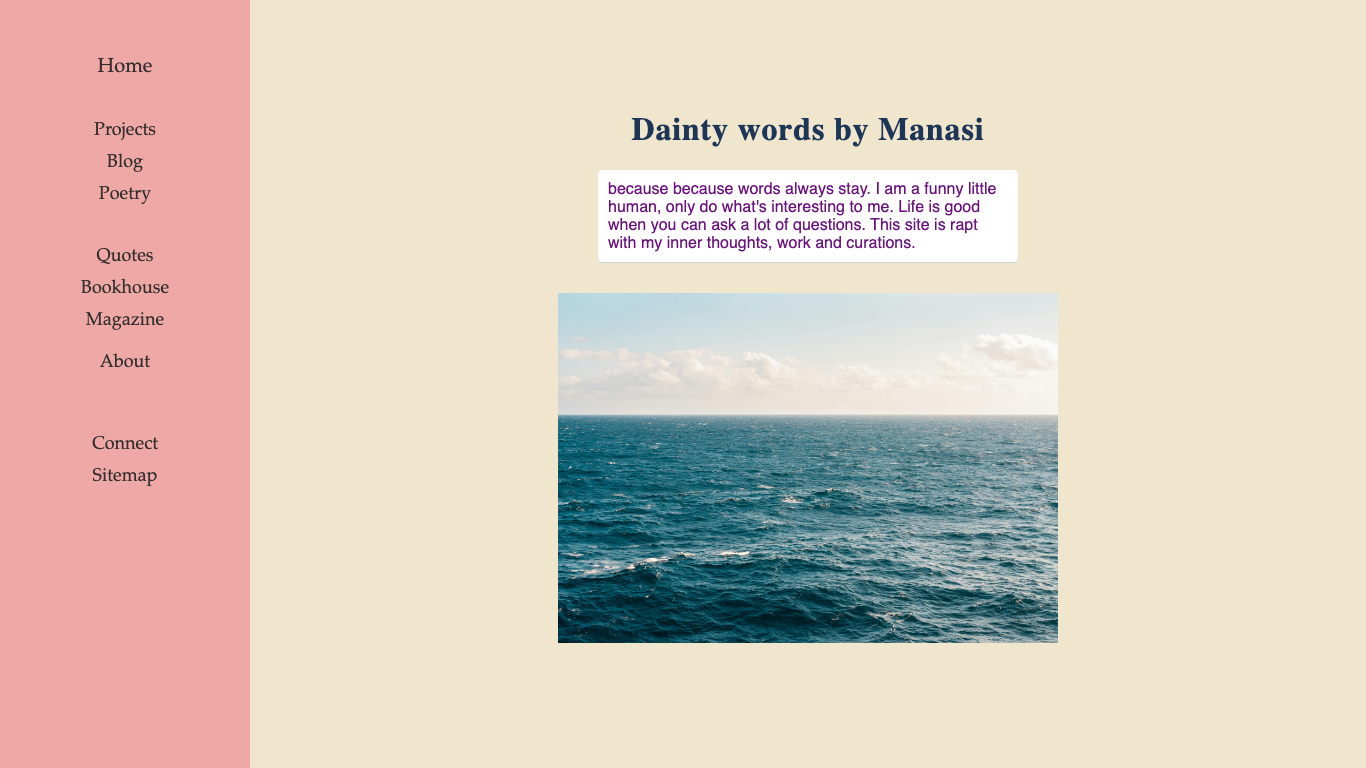 Home
Projects
Blog
Poetry
Quotes
Bookhouse
Magazine
About
Connect
Sitemap
Dainty words by Manasi
because because words always stay. I am a funny little
human, only do what's interesting to me. Life is good
when you can ask a lot of questions. This site is rapt
with my inner thoughts, work and curations.